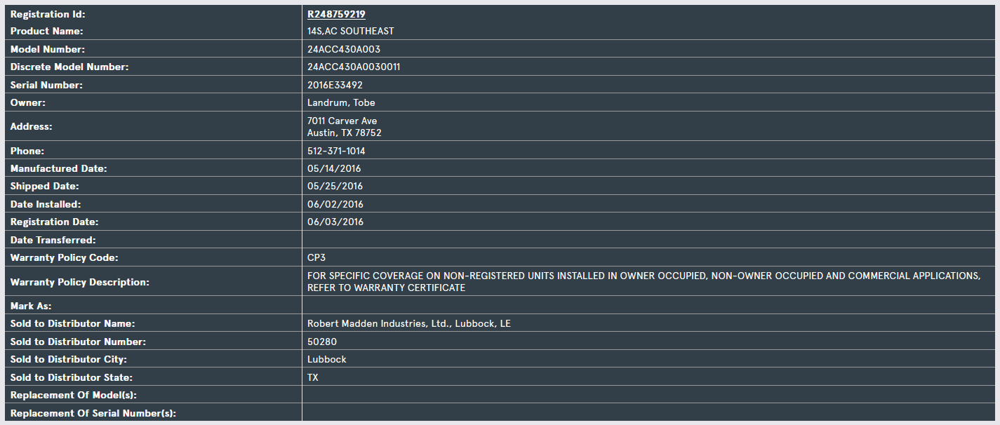 Registration Id: R248759219
Product Name: 14S,AC SOUTHEAST
Model Number: 24ACC430A003
Discrete Model Number: 24ACC430A0030011
Serial Number: 2016E33492
Owner: Landrum, Tobe
Address: 7011 Carver Ave
Austin, TX 78752
Phone: 512-371-1014
Manufactured Date: 05/14/2016
Shipped Date: 05/25/2016
Date Installed: 06/02/2016
Registration Date: 06/03/2016
Date Transferred:
Warranty Policy Code: CP3
Warranty Policy Description: FOR SPECIFIC COVERAGE ON NON-REGISTERED UNITS INSTALLED IN OWNER OCCUPIED, NON-OWNER OCCUPIED AND COMMERCIAL APPLICATIONS,
REFER TO WARRANTY CERTIFICATE
Mark As:
Sold to Distributor Name: Robert Madden Industries, Ltd., Lubbock, LE
Sold to Distributor Number: 50280
Sold to Distributor City: Lubbock
Sold to Distributor State: TX
Replacement Of Model(s):
Replacement Of Serial Number(s):